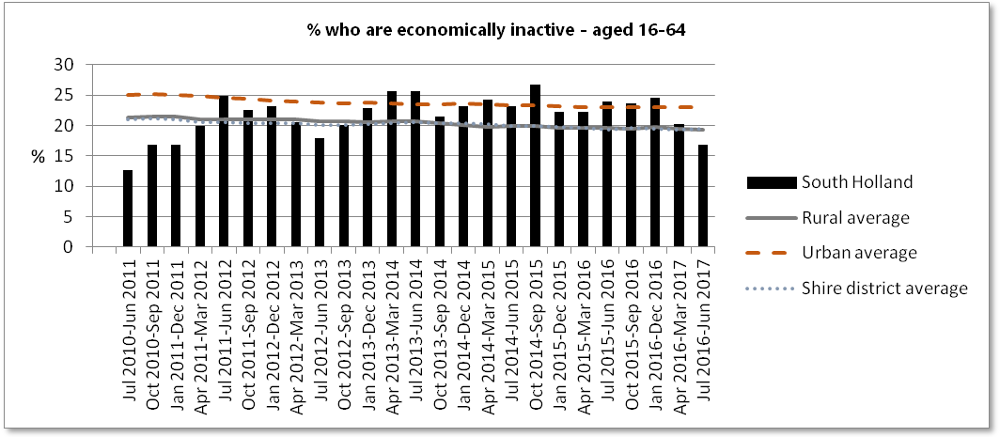 % who are economically inactive - aged 16-64
30
25
20
15
10
5
0
%
Jul 2010-Jun 2011
Oct 2010-Sep 2011
Jan 2011-Dec 2011
Apr 2011-Mar 2012
Jul 2011-Jun 2012
Oct 2011-Sep 2012
Jan 2012-Dec 2012
Apr 2012-Mar 2013
Jul 2012-Jun 2013
Oct 2012-Sep 2013
Jan 2013-Dec 2013
Apr 2013-Mar 2014
Jul 2013-Jun 2014
Oct 2013-Sep 2014
Jan 2014-Dec 2014
Apr 2014-Mar 2015
Jul 2014-Jun 2015
Oct 2014-Sep 2015
Jan 2015-Dec 2015
Apr 2015-Mar 2016
Jul 2015-Jun 2016
Oct 2015-Sep 2016
Jan 2016-Dec 2016
Apr 2016-Mar 2017
Jul 2016-Jun 2017
South Holland
Rural average
Urban average
Shire district average